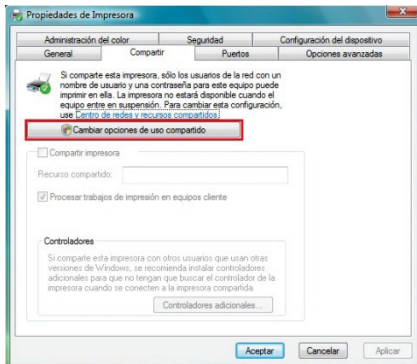 Propiedades de Impresora
Administración del color
Seguridad
Configuración del dispositivo
General
Compartir
Puertos
Opciones avanzadas
Si comparte esta impresora, sólo los usuarios de la red con un
nombre de usuario y una contraseña para este equipo puede
imprimir en ella. La impresora no estará disponible cuando el
equipo entre en suspensión. Para cambiar esta configuración,
use Centro de redes y recursos compartidos.
Cambiar opciones de uso compartido
Compartir impresora
Recurso compartido:
Procesar trabajos de impresión en equipos cliente
Controladores
Si comparte esta impresora con otros usuarios que usan otras
versiones de Windows, se recomienda instalar controladores
adicionales para que no tengan que buscar el controlador de la
impresora cuando se conecten a la impresora compartida.
Controladores adicionales...
Aceptar
Cancelar
Aplicar